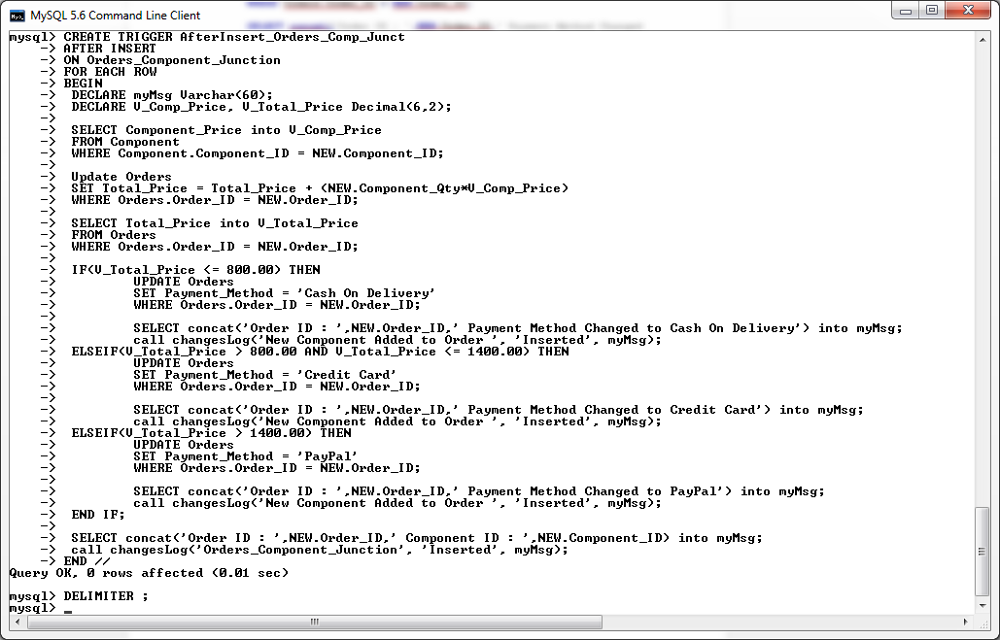 MySQL 5.6 Command Line Client
mysql> CREATE TRIGGER AfterInsert_Orders_Comp_Junct
    -> AFTER INSERT
    -> ON Orders_Component_Junction
    -> FOR EACH ROW
    -> BEGIN
    ->  DECLARE myMsg Varchar(60);
    ->  DECLARE V_Comp_Price, V_Total_Price Decimal(6,2);
    ->
    ->  SELECT Component_Price into V_Comp_Price
    ->  FROM Component
    ->  WHERE Component.Component_ID = NEW.Component_ID;
    ->
    ->  Update Orders
    ->  SET Total_Price = Total_Price + (NEW.Component_Qty*V_Comp_Price)
    ->  WHERE Orders.Order_ID = NEW.Order_ID;
    ->
    ->  SELECT Total_Price into V_Total_Price
    ->  FROM Orders
    ->  WHERE Orders.Order_ID = NEW.Order_ID;
    ->
    ->  IF(V_Total_Price <= 800.00) THEN
    ->          UPDATE Orders
    ->          SET Payment_Method = 'Cash On Delivery'
    ->          WHERE Orders.Order_ID = NEW.Order_ID;
    ->
    ->          SELECT concat('Order ID : ',NEW.Order_ID,' Payment Method Changed to Cash On Delivery') into myMsg;
    ->          call changesLog('New Component Added to Order ', 'Inserted', myMsg);
    ->  ELSEIF(V_Total_Price > 800.00 AND V_Total_Price <= 1400.00) THEN
    ->          UPDATE Orders
    ->          SET Payment_Method = 'Credit Card'
    ->          WHERE Orders.Order_ID = NEW.Order_ID;
    ->
    ->          SELECT concat('Order ID : ',NEW.Order_ID,' Payment Method Changed to Credit Card') into myMsg;
    ->          call changesLog('New Component Added to Order ', 'Inserted', myMsg);
    ->  ELSEIF(V_Total_Price > 1400.00) THEN
    ->          UPDATE Orders
    ->          SET Payment_Method = 'PayPal'
    ->          WHERE Orders.Order_ID = NEW.Order_ID;
    ->
    ->          SELECT concat('Order ID : ',NEW.Order_ID,' Payment Method Changed to PayPal') into myMsg;
    ->          call changesLog('New Component Added to Order ', 'Inserted', myMsg);
    ->  END IF;
    ->
    ->  SELECT concat('Order ID : ',NEW.Order_ID,' Component ID : ',NEW.Component_ID) into myMsg;
    ->  call changesLog('Orders_Component_Junction', 'Inserted', myMsg);
    -> END //
Query OK, 0 rows affected (0.01 sec)

mysql> DELIMITER ;
mysql> _